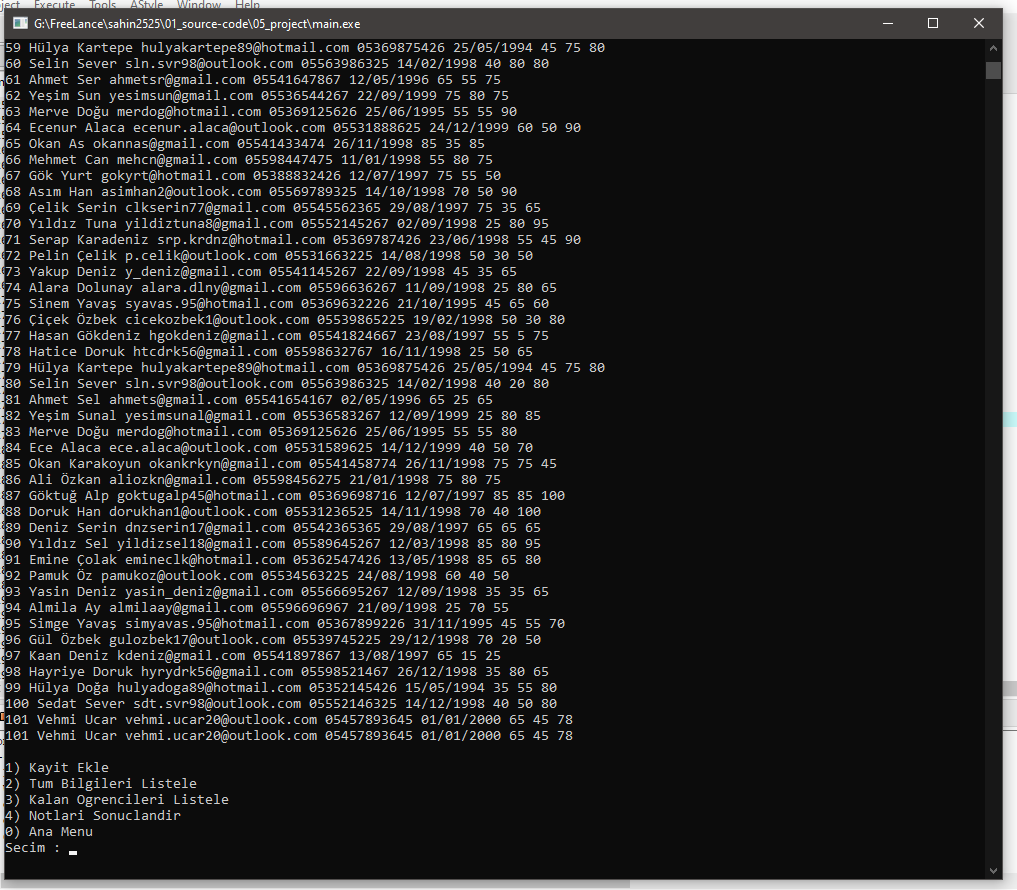 ject Execute Tools AStyle Window Help
G:\FreeLance\sahin2525\01_source-code\05_project\main.exe
59 Hülya Kartepe hulyakartepe89@hotmail.com 05369875426 25/05/1994 45 75 80
60 Selin Sever sln.svr98@outlook.com 05563986325 14/02/1998 40 80 80
61 Ahmet Ser ahmetsr@gmail.com 05541647867 12/05/1996 65 55 75
62 Yeşim Sun yesimsun@gmail.com 05536544267 22/09/1999 75 80 75
63 Merve Doğu merdog@hotmail.com 05369125626 25/06/1995 55 55 90
64 Ecenur Alaca ecenur.alaca@outlook.com 05531888625 24/12/1999 60 50 90
65 Okan As okannas@gmail.com 05541433474 26/11/1998 85 35 85
66 Mehmet Can mehcn@gmail.com 05598447475 11/01/1998 55 80 75
67 Gök Yurt gokyrt@hotmail.com 05388832426 12/07/1997 75 55 50
68 Asım Han asimhan2@outlook.com 05569789325 14/10/1998 70 50 90
69 Çelik Serin clkserin77@gmail.com 05545562365 29/08/1997 75 35 65
70 Yıldız Tuna yildiztuna8@gmail.com 05552145267 02/09/1998 25 80 95
71 Serap Karadeniz srp.krdnz@hotmail.com 05369787426 23/06/1998 55 45 90
72 Pelin Çelik p.celik@outlook.com 05531663225 14/08/1998 50 30 50
73 Yakup Deniz y_deniz@gmail.com 05541145267 22/09/1998 45 35 65
74 Alara Dolunay alara.dlny@gmail.com 05596636267 11/09/1998 25 80 65
75 Sinem Yavaş syavas.95@hotmail.com 05369632226 21/10/1995 45 65 60
76 Çiçek Özbek cicekozbek1@outlook.com 05539865225 19/02/1998 50 30 80
77 Hasan Gökdeniz hgokdeniz@gmail.com 05541824667 23/08/1997 55 5 75
78 Hatice Doruk htcdrk56@gmail.com 05598632767 16/11/1998 25 50 65
79 Hülya Kartepe hulyakartepe89@hotmail.com 05369875426 25/05/1994 45 75 80
80 Selin Sever sln.svr98@outlook.com 05563986325 14/02/1998 40 20 80
81 Ahmet Sel ahmets@gmail.com 05541654167 02/05/1996 65 25 65
82 Yeşim Sunal yesimsunal@gmail.com 05536583267 12/09/1999 25 80 85
83 Merve Doğu merdog@hotmail.com 05369125626 25/06/1995 55 55 80
84 Ece Alaca ece.alaca@outlook.com 05531589625 14/12/1999 40 50 70
85 Okan Karakoyun okankrkyn@gmail.com 05541458774 26/11/1998 75 75 45
86 Ali Özkan aliozkn@gmail.com 05598456275 21/01/1998 75 80 75
87 Göktuğ Alp goktugalp45@hotmail.com 05369698716 12/07/1997 85 85 100
88 Doruk Han dorukhan1@outlook.com 05531236525 14/11/1998 70 40 100
89 Deniz Serin dnzserin17@gmail.com 05542365365 29/08/1997 65 65 65
90 Yıldız Sel yildizsel18@gmail.com 05589645267 12/03/1998 85 80 95
91 Emine Çolak emineclk@hotmail.com 05362547426 13/05/1998 85 65 80
92 Pamuk Öz pamukoz@outlook.com 05534563225 24/08/1998 60 40 50
93 Yasin Deniz yasin_deniz@gmail.com 05566695267 12/09/1998 35 35 65
94 Almila Ay almilaay@gmail.com 05596696967 21/09/1998 25 70 55
95 Simge Yavaş simyavas.95@hotmail.com 05367899226 31/11/1995 45 55 70
96 Gül Özbek gulozbek17@outlook.com 05539745225 29/12/1998 70 20 50
97 Kaan Deniz kdeniz@gmail.com 05541897867 13/08/1997 65 15 25
98 Hayriye Doruk hyrydrk56@gmail.com 05598521467 26/12/1998 35 80 65
99 Hülya Doğa hulyadoga89@hotmail.com 05352145426 15/05/1994 35 55 80
100 Sedat Sever sdt.svr98@outlook.com 05552146325 14/12/1998 40 50 80
101 Vehmi Ucar vehmi.ucar20@outlook.com 05457893645 01/01/2000 65 45 78
101 Vehmi Ucar vehmi.ucar20@outlook.com 05457893645 01/01/2000 65 45 78
1) Kayit Ekle
2) Tum Bilgileri Listele
3) Kalan Ogrencileri Listele
4) Notlari Sonuclandir
0) Ana Menu
Secim :